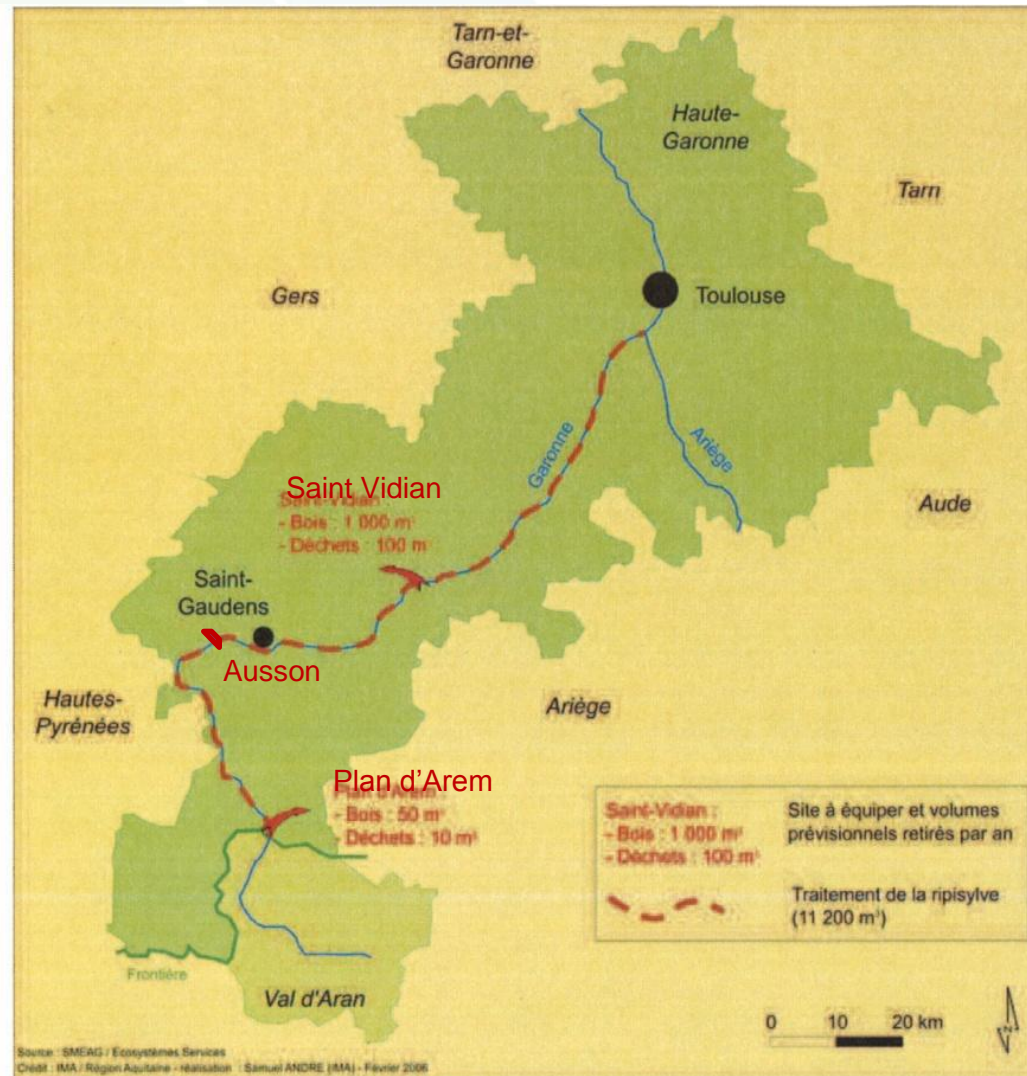 Tarn-et-
Garonne
Haute-
Garonne
Tarn
Gers
Toulouse
Garonne
Ariège
Aude
Saint Vidian
Saint-Vidian :
- Bois : 1 000 m³
- Déchets : 100 m
Saint-
Gaudens
Ausson
Hautes-
Pyrénées
Ariège
Plan d'Arem
Plan d'Arem :
- Bois : 50 m³
- Déchets : 10 m³
Saint-Vidian :
- Bois : 1 000 m³
- Déchets : 100 m³
Site à équiper et volumes
prévisionnels retirés par an
Traitement de la ripisylve
(11 200 m³)
Frontière
Val d'Aran
0 10 20 km
N
Source : SMEAG / Ecosystèmes Services
Crédit : IMA / Région Aquitaine - réalisation : Samuel ANDRE (IMA) - Février 2006